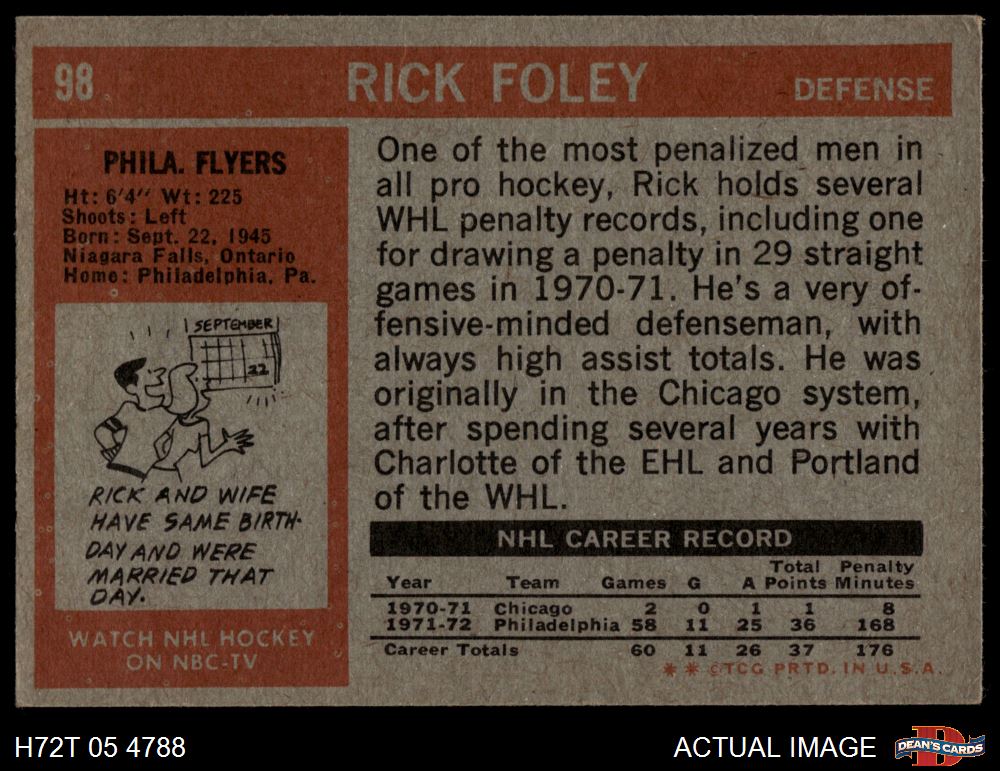 98 RICK FOLEY DEFENSE
PHILA. FLYERS
Ht: 6'4" Wt: 225
Shoots: Left
Born: Sept. 22, 1945
Niagara Falls, Ontario
Home: Philadelphia, Pa.
SEPTEMBER
22
RICK AND WIFE
HAVE SAME BIRTH-
DAY AND WERE
MARRIED THAT
DAY.
WATCH NHL HOCKEY
ON NBC-TV
One of the most penalized men in
all pro hockey, Rick holds several
WHL penalty records, including one
for drawing a penalty in 29 straight
games in 1970-71. He's a very of-
fensive-minded defenseman, with
always high assist totals. He was
originally in the Chicago system,
after spending several years with
Charlotte of the EHL and Portland
of the WHL.
NHL CAREER RECORD
Total Penalty
Year Team Games G A Points Minutes
1970-71 Chicago 2 0 1 1 8
1971-72 Philadelphia 58 11 25 36 168
Career Totals 60 11 26 37 176
* * ©TCG PRTD. IN U.S.A.
H72T 05 4788 ACTUAL IMAGE DEAN'S CARDS